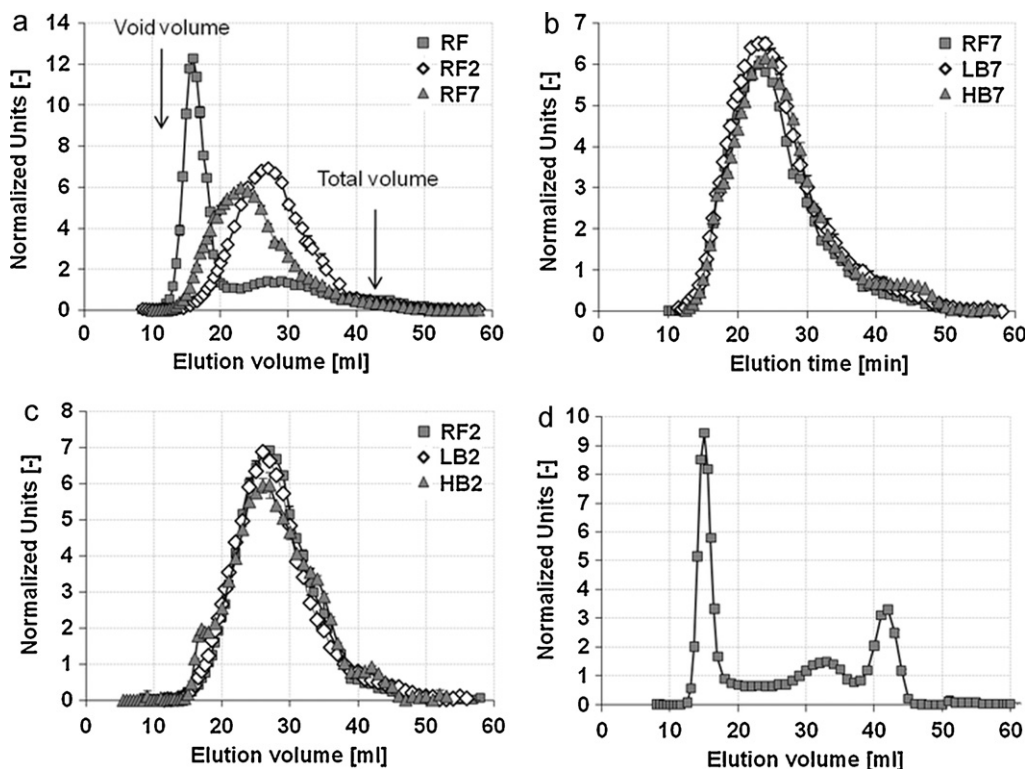 a
Void volume
RF
RF2
RF7
Total volume
Normalized Units [-]
14
12
10
8
6
4
2
0
0 10 20 30 40 50 60
Elution volume [ml]
b
RF7
LB7
HB7
Normalized Units [-]
7
6
5
4
3
2
1
0
0 10 20 30 40 50 60
Elution time [min]
c
RF2
LB2
HB2
Normalized Units [-]
8
7
6
5
4
3
2
1
0
0 10 20 30 40 50 60
Elution volume [ml]
d
Normalized Units [-]
10
9
8
7
6
5
4
3
2
1
0
0 10 20 30 40 50 60
Elution volume [ml]